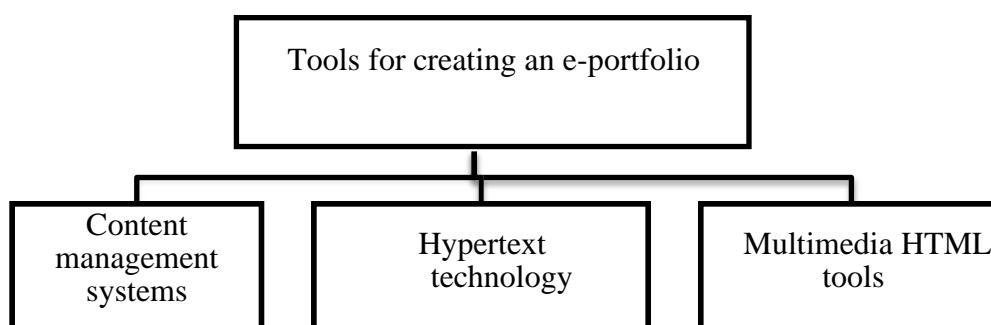 Tools for creating an e-portfolio
Content
management
systems
Hypertext
technology
Multimedia HTML
tools